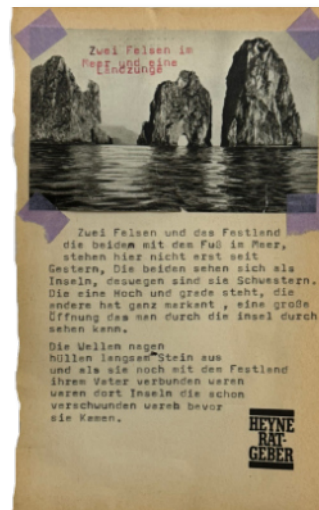 Zwei Felsen im
Meer und eine
Landzunge
Zwei Felsen und das Festland
die beidem mit dem Fuß im Meer,
stehen hier nicht erst seit
Gestern, Die beiden sehen sich als
Inseln, deswegen sind sie Schwestern.
Die eine Hoch und grade steht, die
andere hat ganz markant , eine große
Öffnung das man durch die insel durch
sehen kann.
Die Wellem nagen
hüllen langsam Stein aus
und als sie noch mit dem Festland
ihrem Vater verbunden waren
waren dort Inseln die schon
verschwunden wareb bevor
sie Kamen.
HEYNE
RAT-
GEBER